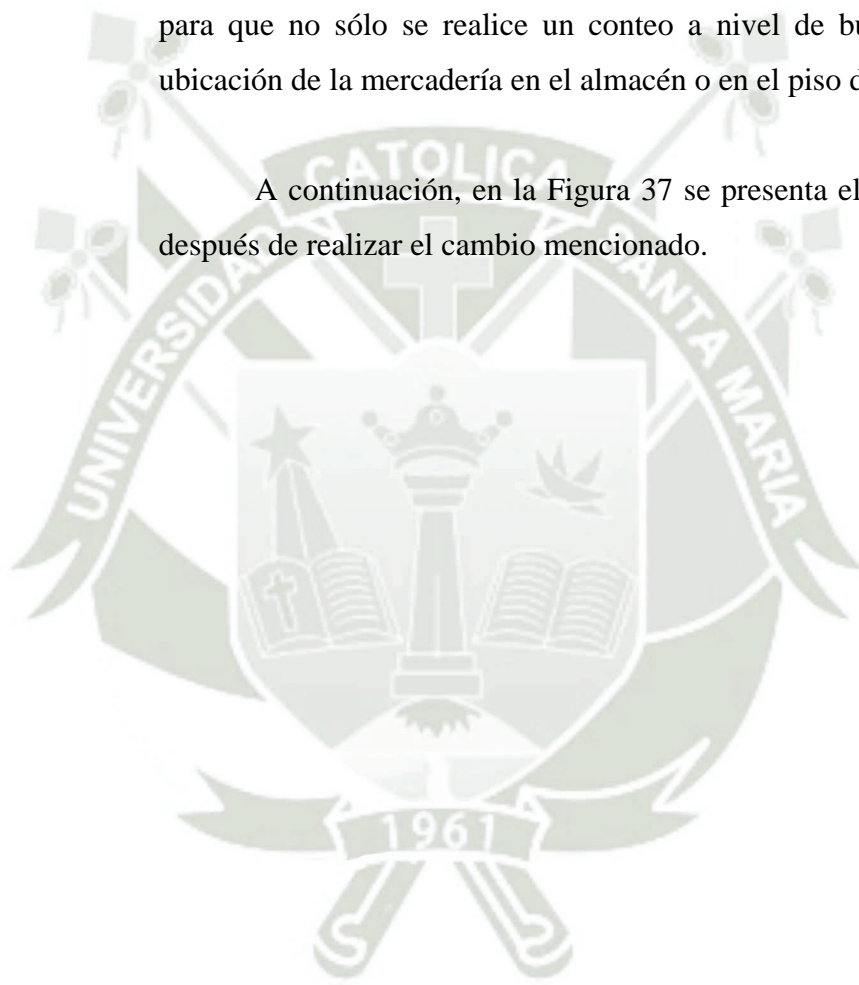 para que no sólo se realice un conteo a nivel de
ubicación de la mercadería en el almacén o en el piso
A continuación, en la Figura 37 se presenta el
después de realizar el cambio mencionado.
UNIVERSIDAD CATOLICA SANTA MARIA
1961